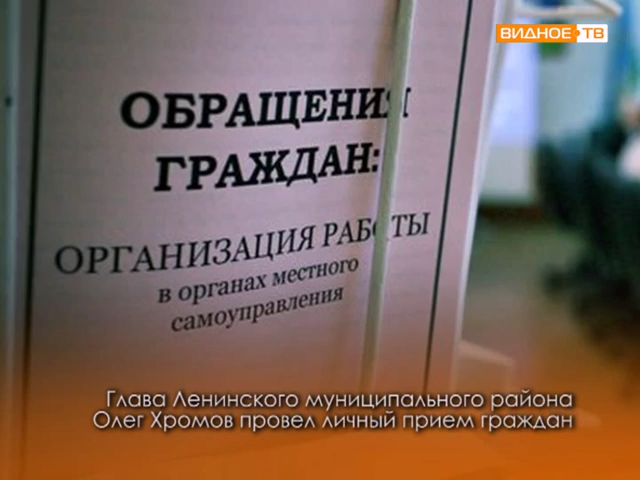 ВИДНОЕ ТВ
ОБРАЩЕНИЯ
ГРАЖДАН:
ОРГАНИЗАЦИЯ РАБОТЫ
в органах местного
самоуправления
Глава Ленинского муниципального района
Олег Хромов провел личный прием граждан